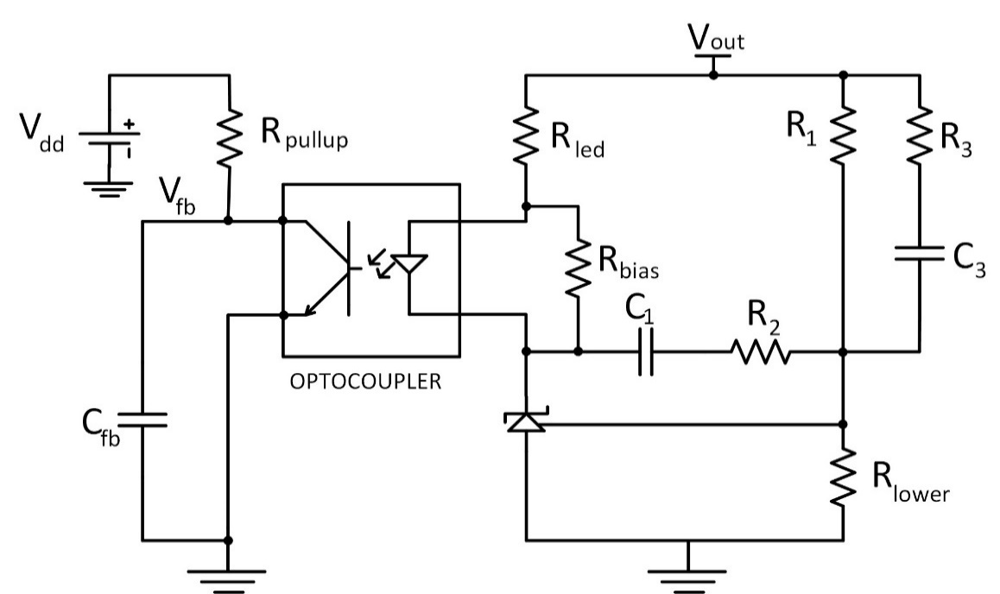 Vout
Vdd
+
Rpullup
Rled
R1
R3
Vfb
Rbias
C3
C1
R2
OPTOCOUPLER
Cfb
Rlower